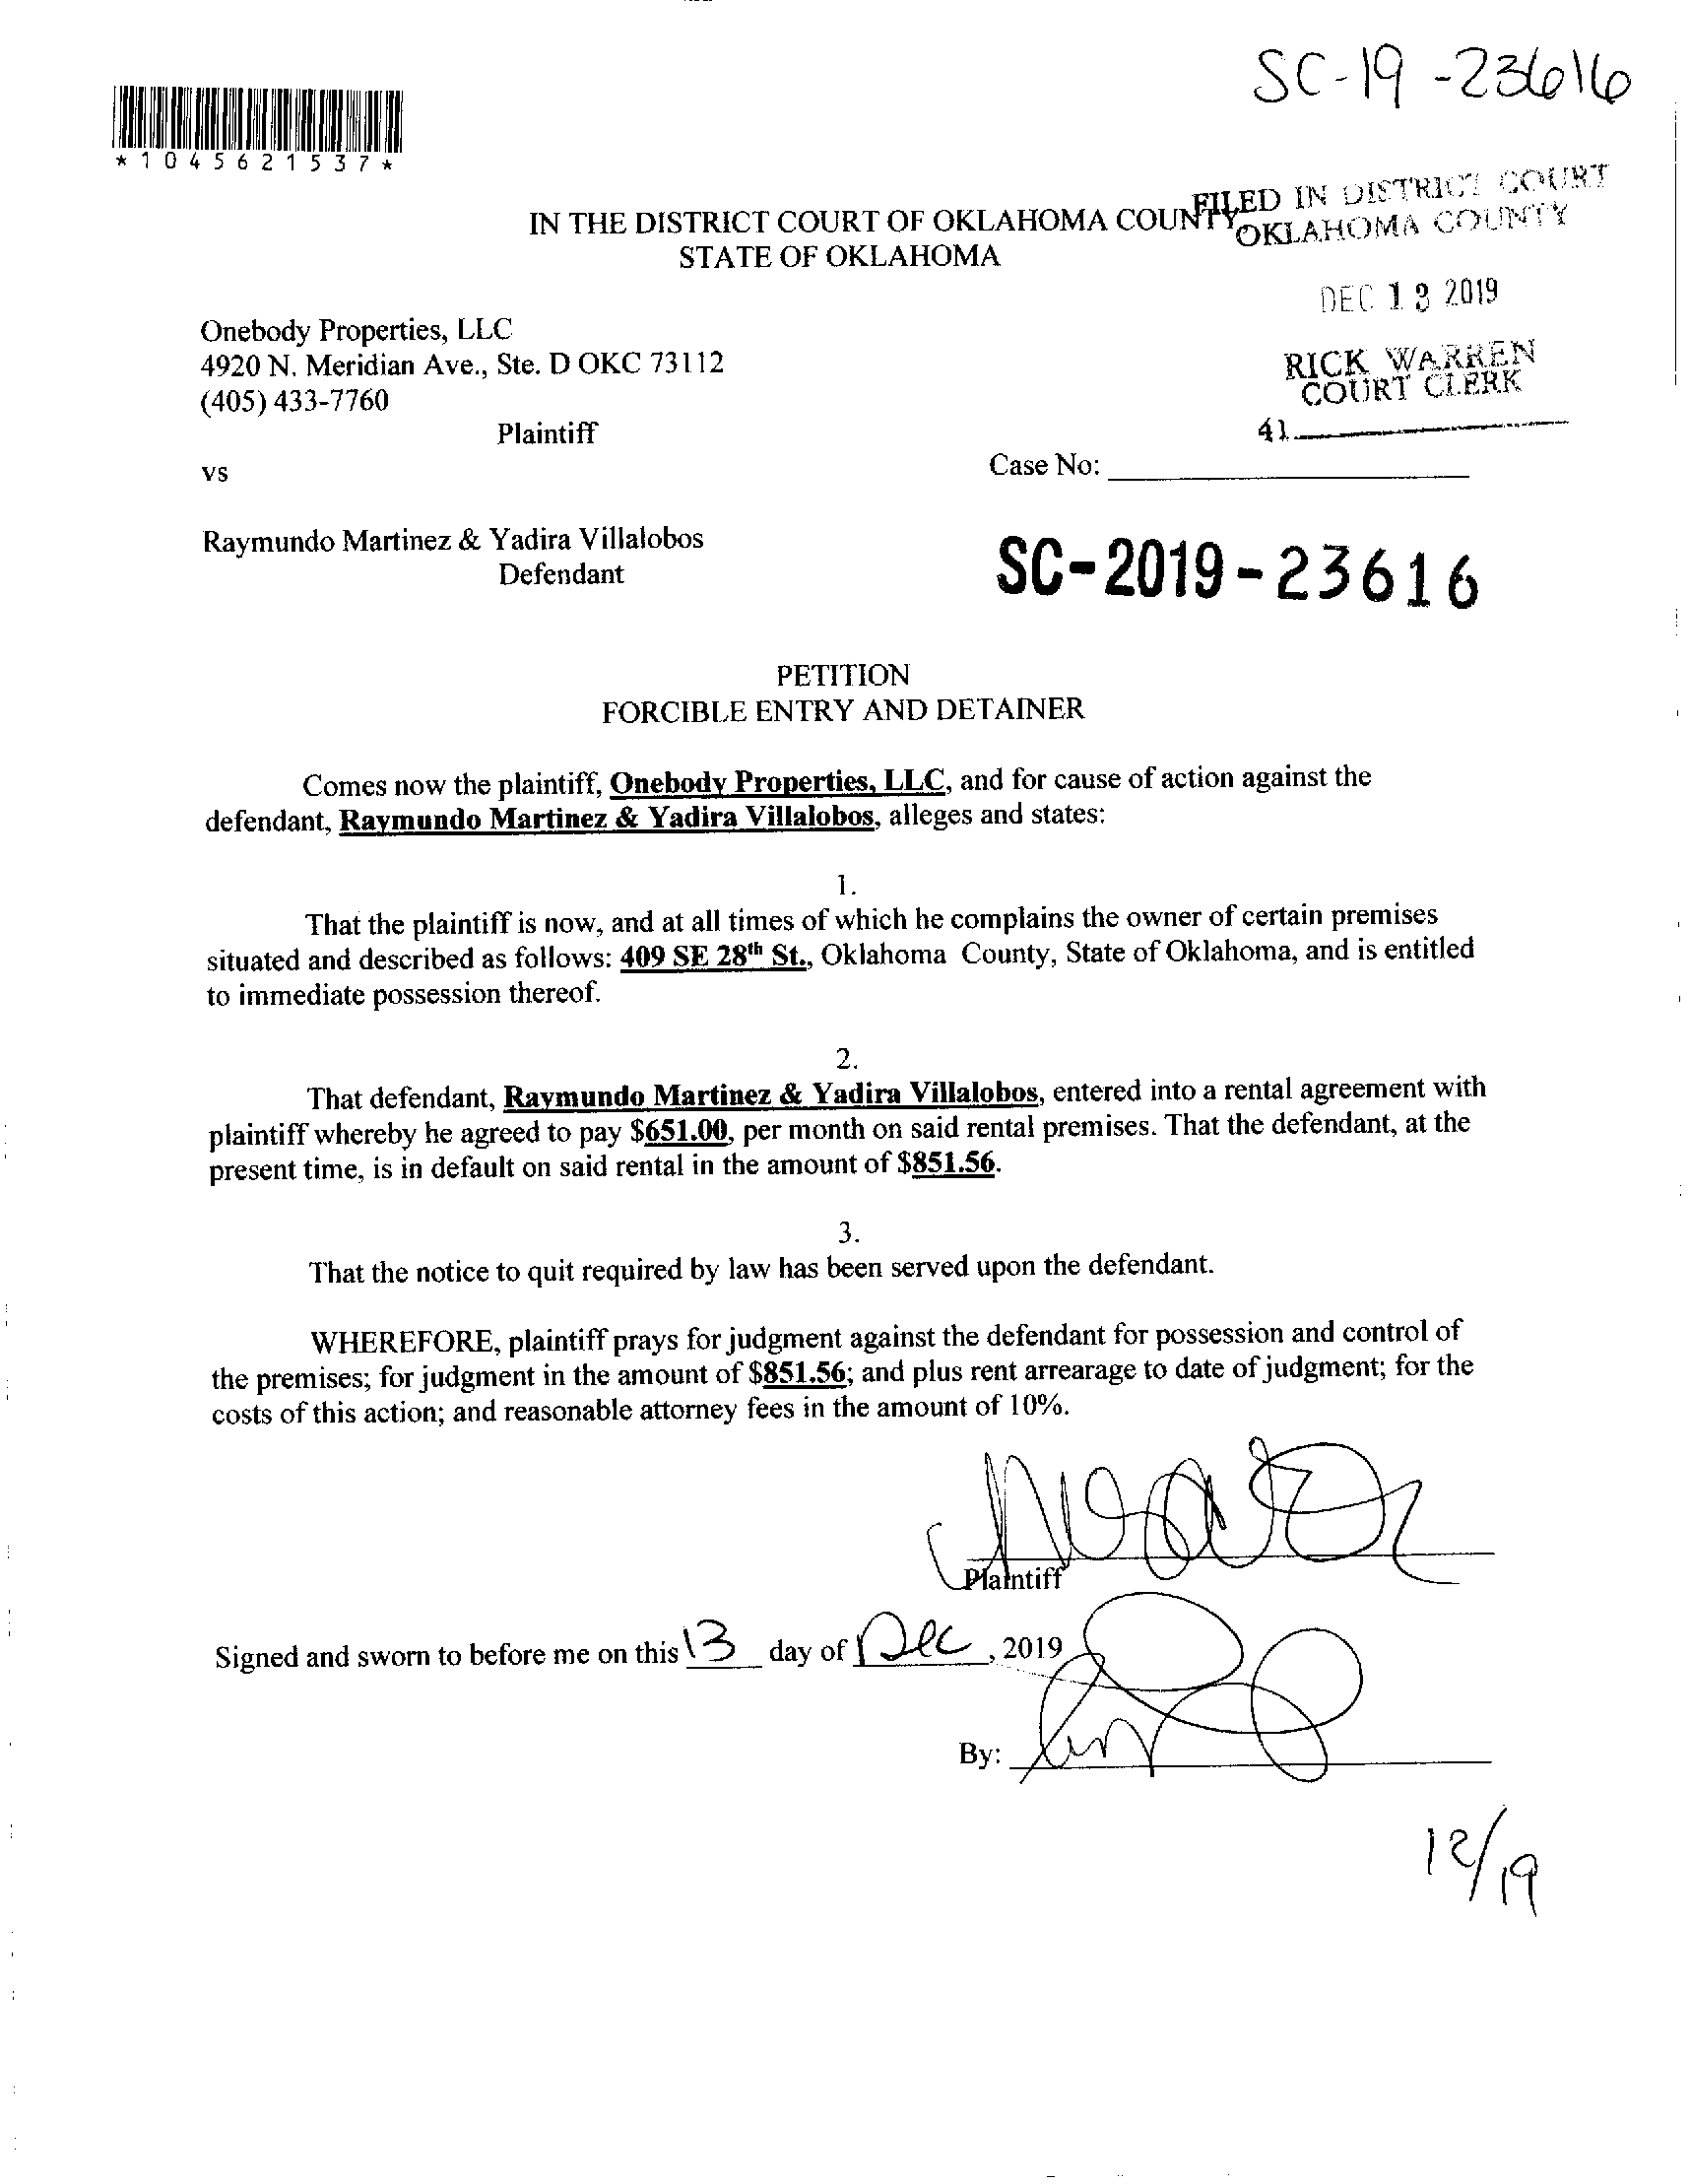 SC-19-23616
*1045621537*
FILED IN DISTRICT COURT
OKLAHOMA COUNTY
IN THE DISTRICT COURT OF OKLAHOMA COUNTY
STATE OF OKLAHOMA
DEC 13 2019
RICK WARREN
COURT CLERK
41
Onebody Properties, LLC
4920 N. Meridian Ave., Ste. D OKC 73112
(405) 433-7760
Plaintiff
vs
Case No:
Raymundo Martinez & Yadira Villalobos
Defendant
SC-2019-23616
PETITION
FORCIBLE ENTRY AND DETAINER
Comes now the plaintiff, Onebody Properties, LLC, and for cause of action against the
defendant, Raymundo Martinez & Yadira Villalobos, alleges and states:
1.
That the plaintiff is now, and at all times of which he complains the owner of certain premises
situated and described as follows: 409 SE 28th St., Oklahoma County, State of Oklahoma, and is entitled
to immediate possession thereof.
2.
That defendant, Raymundo Martinez & Yadira Villalobos, entered into a rental agreement with
plaintiff whereby he agreed to pay $651.00, per month on said rental premises. That the defendant, at the
present time, is in default on said rental in the amount of $851.56.
3.
That the notice to quit required by law has been served upon the defendant.
WHEREFORE, plaintiff prays for judgment against the defendant for possession and control of
the premises; for judgment in the amount of $851.56; and plus rent arrearage to date of judgment; for the
costs of this action; and reasonable attorney fees in the amount of 10%.
Plaintiff
Signed and sworn to before me on this 13 day of Dec, 2019
By:
12/19